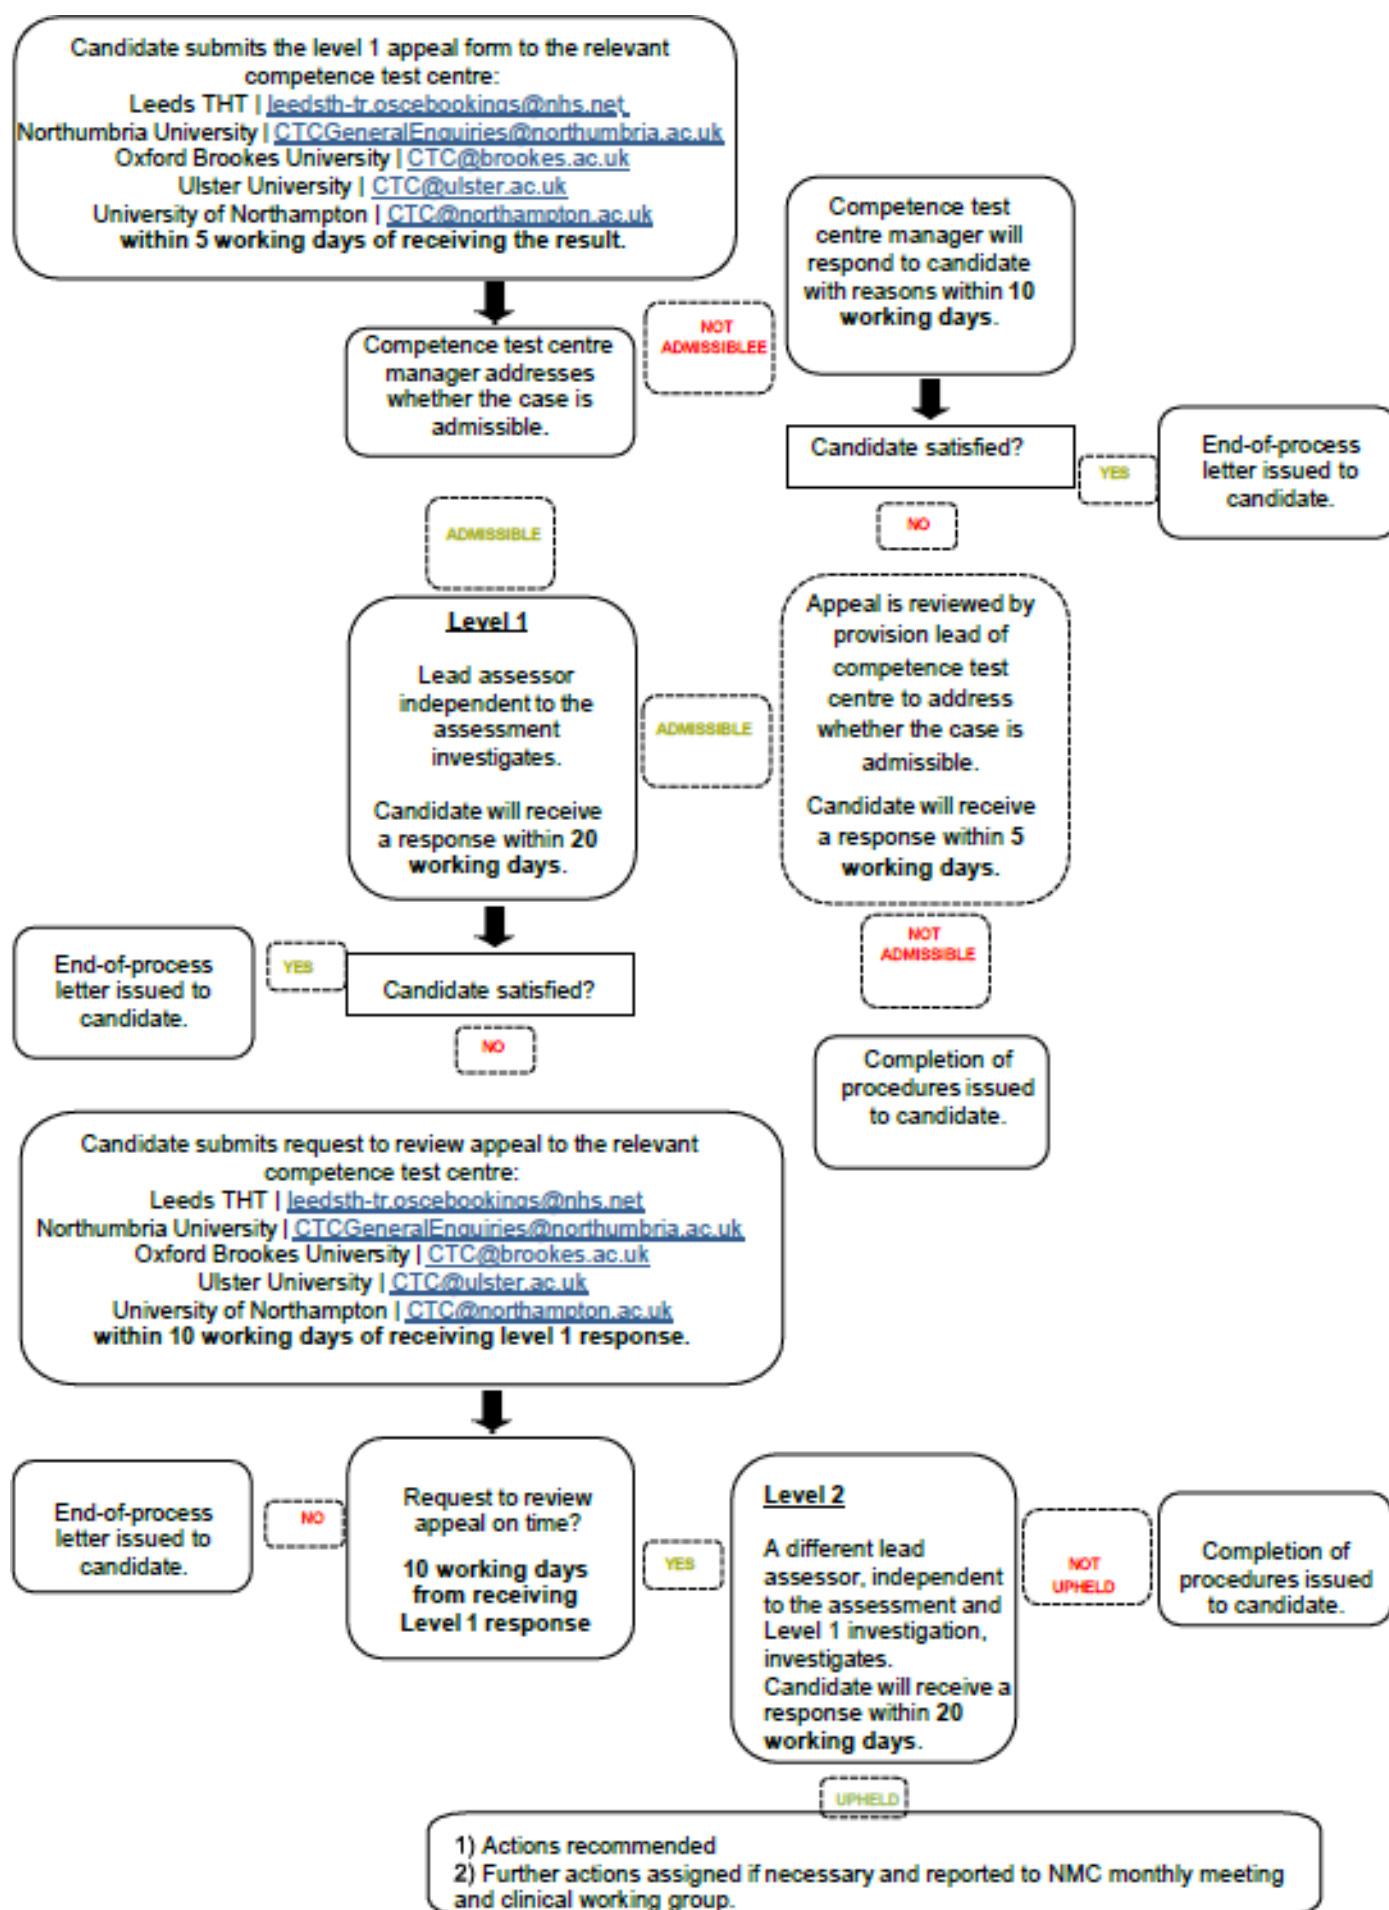 Candidate submits the level 1 appeal form to the relevant
competence test centre:
Leeds THT | leedsth-tr.oscebookings@nhs.net
Northumbria University | CTCGeneralEnquiries@northumbria.ac.uk
Oxford Brookes University | CTC@brookes.ac.uk
Ulster University | CTC@ulster.ac.uk
University of Northampton | CTC@northampton.ac.uk
within 5 working days of receiving the result.
Competence test
centre manager will
respond to candidate
with reasons within 10
working days.
NOT
ADMISSIBLEE
Competence test centre
manager addresses
whether the case is
admissible.
Candidate satisfied?
YES
End-of-process
letter issued to
candidate.
NO
ADMISSIBLE
Level 1
Lead assessor
independent to the
assessment
investigates.
Candidate will receive
a response within 20
working days.
ADMISSIBLE
Appeal is reviewed by
provision lead of
competence test
centre to address
whether the case is
admissible.
Candidate will receive
a response within 5
working days.
NOT
ADMISSIBLE
End-of-process
letter issued to
candidate.
YES
Candidate satisfied?
NO
Completion of
procedures issued
to candidate.
Candidate submits request to review appeal to the relevant
competence test centre:
Leeds THT | leedsth-tr.oscebookings@nhs.net
Northumbria University | CTCGeneralEnquiries@northumbria.ac.uk
Oxford Brookes University | CTC@brookes.ac.uk
Ulster University | CTC@ulster.ac.uk
University of Northampton | CTC@northampton.ac.uk
within 10 working days of receiving level 1 response.
End-of-process
letter issued to
candidate.
NO
Request to review
appeal on time?
10 working days
from receiving
Level 1 response
YES
Level 2
A different lead
assessor, independent
to the assessment and
Level 1 investigation,
investigates.
Candidate will receive a
response within 20
working days.
NOT
UPHELD
Completion of
procedures issued
to candidate.
UPHELD
1) Actions recommended
2) Further actions assigned if necessary and reported to NMC monthly meeting
and clinical working group.